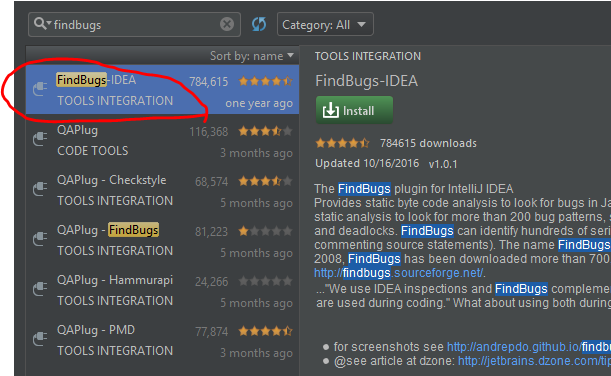 findbugs
Category: All
Sort by: name
FindBugs-IDEA 784,615
TOOLS INTEGRATION one year ago
QAPlug 116,368
CODE TOOLS 3 months ago
QAPlug - Checkstyle 68,574
TOOLS INTEGRATION 3 months ago
QAPlug - FindBugs 81,223
TOOLS INTEGRATION 5 months ago
QAPlug - Hammurapi 24,266
TOOLS INTEGRATION 5 months ago
QAPlug - PMD 77,874
TOOLS INTEGRATION 3 months ago
TOOLS INTEGRATION
FindBugs-IDEA
Install
784615 downloads
Updated 10/16/2016 v1.0.1
The FindBugs plugin for IntelliJ IDEA
Provides static byte code analysis to look for bugs in Ja
static analysis to look for more than 200 bug patterns, s
and deadlocks. FindBugs can identify hundreds of seri
commenting source statements). The name FindBugs
2008, FindBugs has been downloaded more than 700
http://findbugs.sourceforge.net/.
..."We use IDEA inspections and FindBugs complemen
are used during coding." What about using both during
for screenshots see http://andrepdo.github.io/findbu
@see article at dzone: http://jetbrains.dzone.com/tip